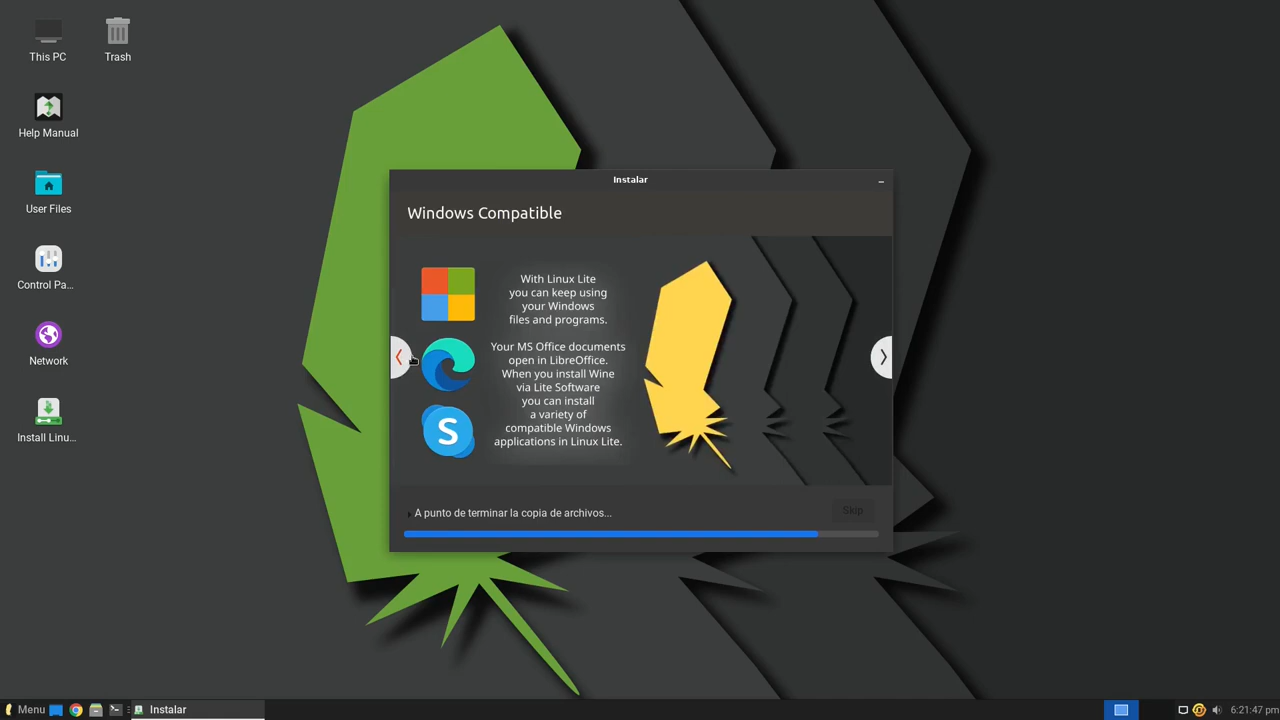 This PC
Trash
Help Manual
User Files
Control Pa...
Network
Install Linu...
Instalar
Windows Compatible
With Linux Lite
you can keep using
your Windows
files and programs.
Your MS Office documents
open in LibreOffice.
When you install Wine
via Lite Software
you can install
a variety of
compatible Windows
applications in Linux Lite.
S
A punto de terminar la copia de archivos...
Skip
Menu
Instalar
6:21:47 pm